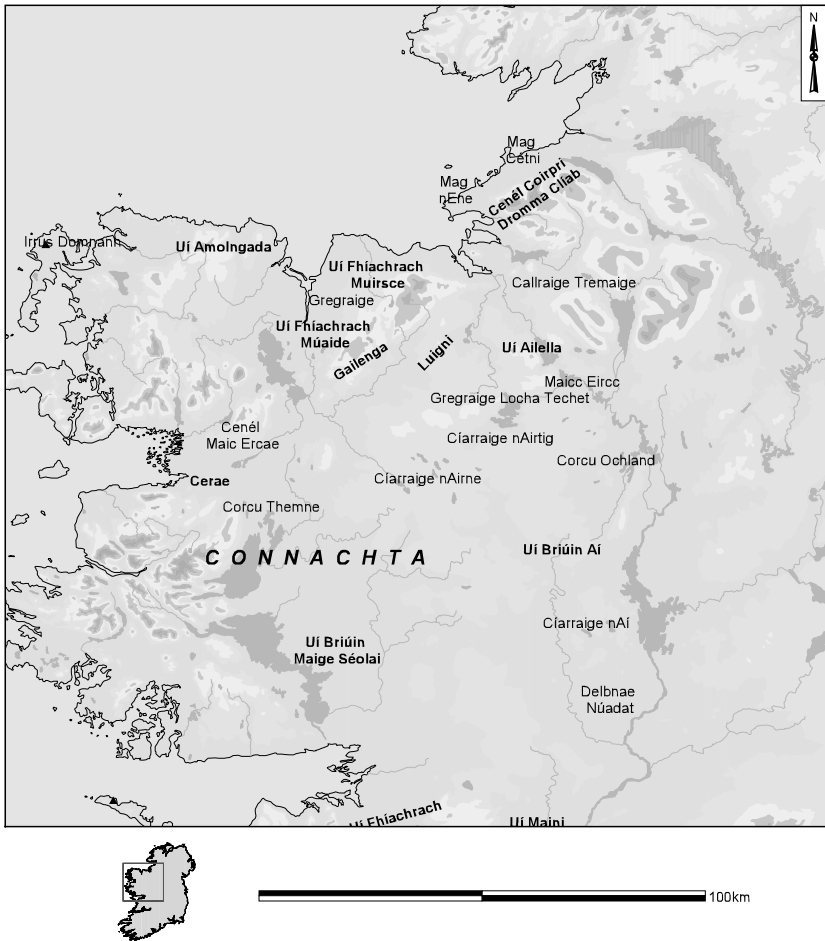 N
Mag
Cétni
Mag
nEne
Cenél Coirpri
Dromma Clíab
Irrus Domnann
Uí Amolngada
Uí Fhíachrach
Muirsce
Callraige Tremaige
Gregraige
Uí Fhíachrach
Múaide
Gailenga
Luigni
Uí Ailella
Maicc Eircc
Gregraige Locha Techet
Cenél
Maic Ercae
Cíarraige nAirtig
Corcu Ochland
Cerae
Cíarraige nAirne
Corcu Themne
CONNACHTA
Uí Briúin Aí
Cíarraige nAí
Uí Briúin
Maige Séolai
Delbnae
Núadat
Uí Fhíachrach
Uí Maini
100km